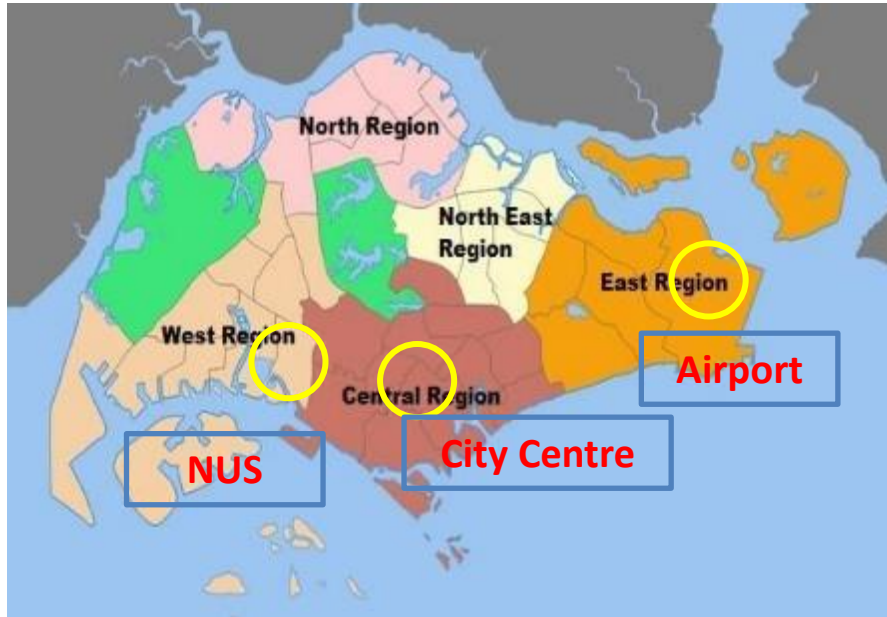 North Region
North East
Region
East Region
West Region
Central Region
Airport
City Centre
NUS